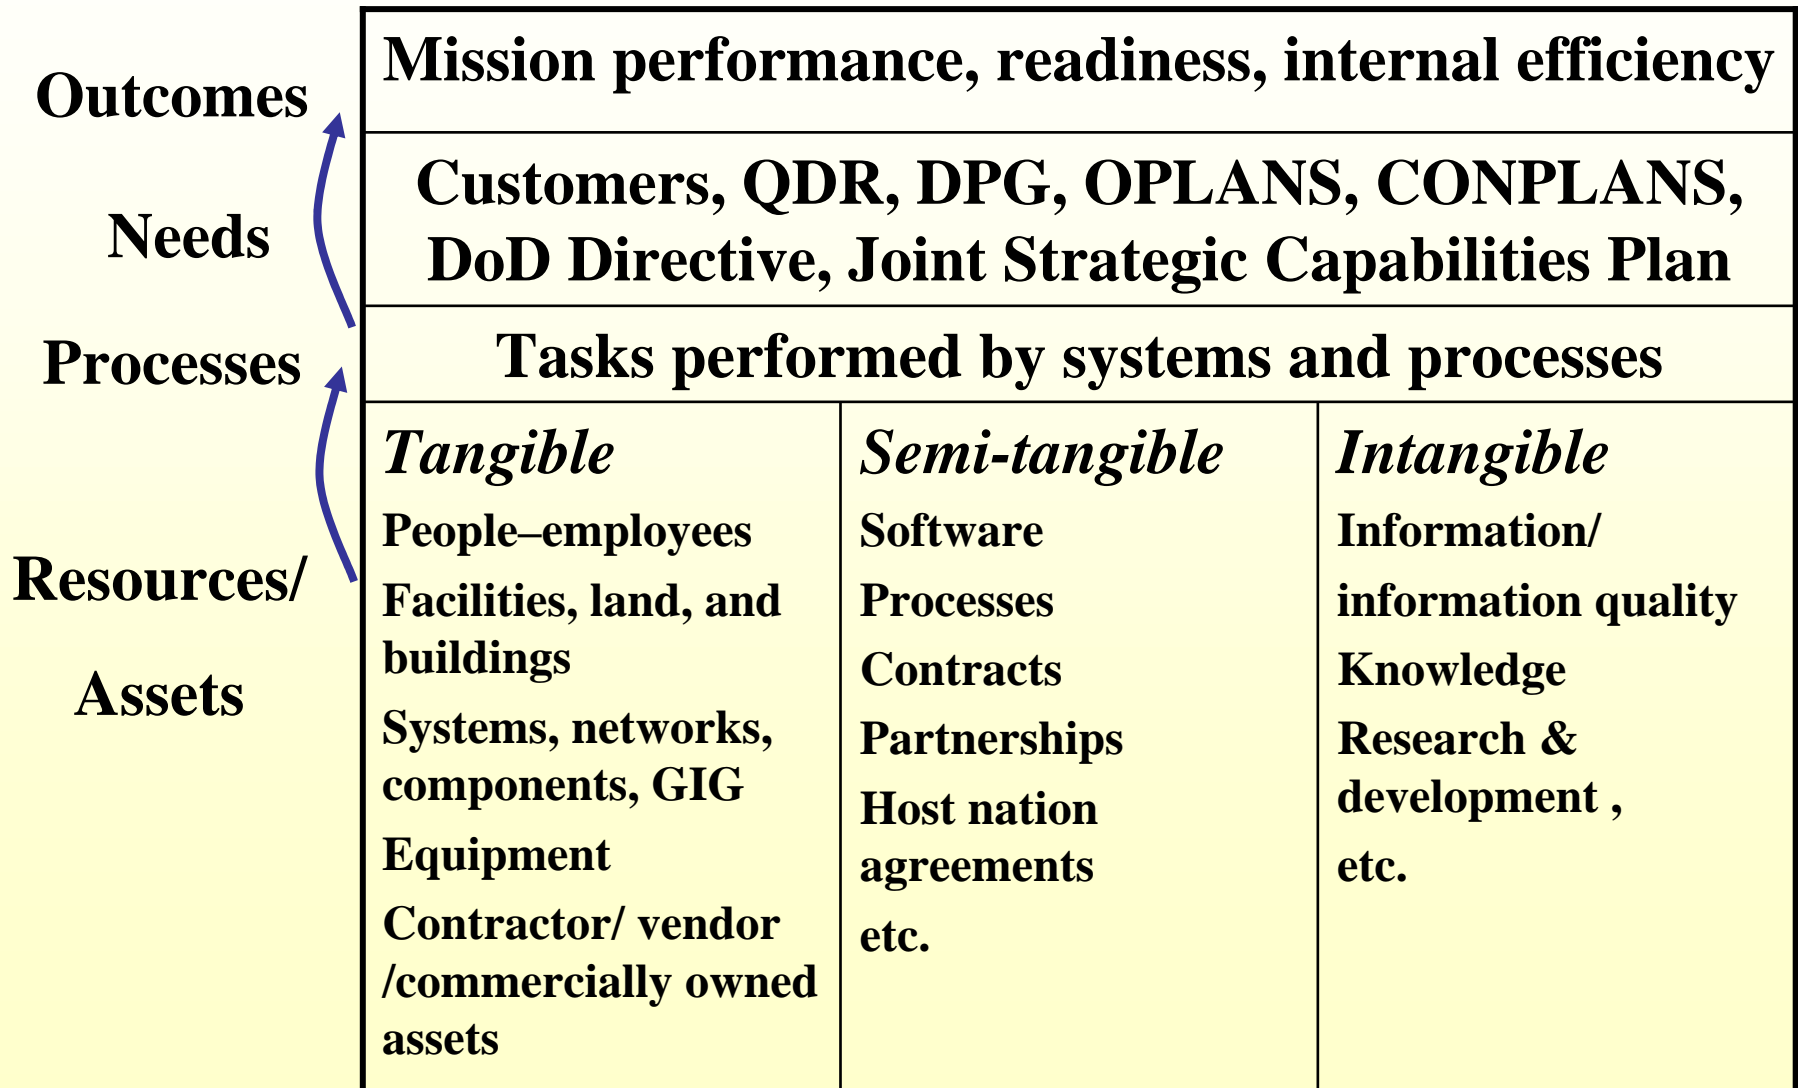 Outcomes
Mission performance, readiness, internal efficiency
Needs
Customers, QDR, DPG, OPLANS, CONPLANS,
DoD Directive, Joint Strategic Capabilities Plan
Processes
Tasks performed by systems and processes
Resources/
Assets
Tangible
People–employees
Facilities, land, and
buildings
Systems, networks,
components, GIG
Equipment
Contractor/ vendor
/commercially owned
assets
Semi-tangible
Software
Processes
Contracts
Partnerships
Host nation
agreements
etc.
Intangible
Information/
information quality
Knowledge
Research &
development ,
etc.